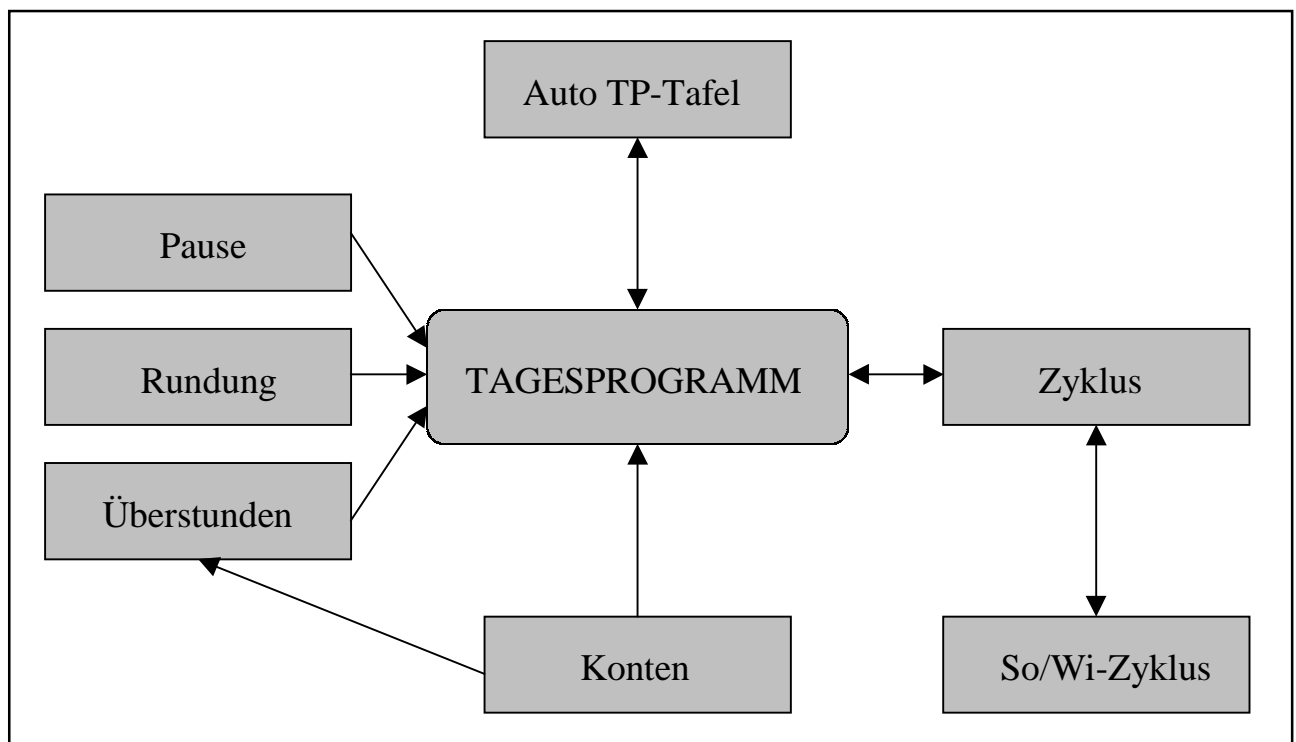 Auto TP-Tafel
Pause
Rundung
TAGESPROGRAMM
Zyklus
Überstunden
Konten
So/Wi-Zyklus